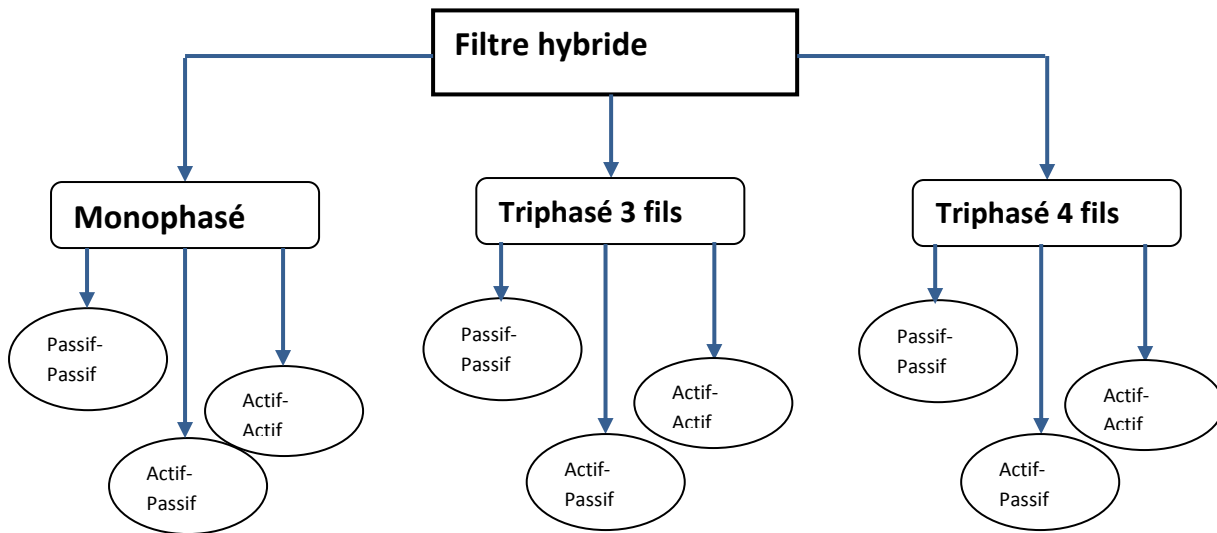 Filtre hybride
Monophasé
Triphasé 3 fils
Triphasé 4 fils
Passif-
Passif
Actif-
Passif
Actif-
Actif
Passif-
Passif
Actif-
Passif
Actif-
Actif
Passif-
Passif
Actif-
Passif
Actif-
Actif